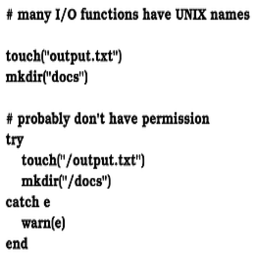 # many I/O functions have UNIX names

touch("output.txt")
mkdir("docs")

# probably don't have permission
try
    touch("/output.txt")
    mkdir("/docs")
catch e
    warn(e)
end